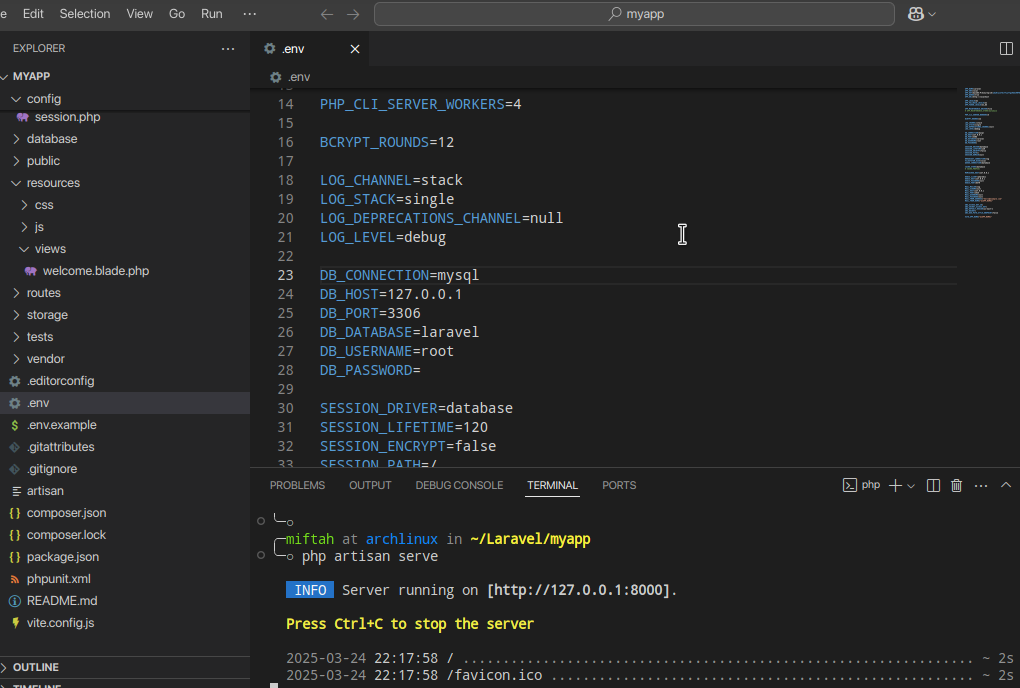 e Edit Selection View Go Run ...
myapp
EXPLORER
MYAPP
config
session.php
database
public
resources
css
js
views
welcome.blade.php
routes
storage
tests
vendor
.editorconfig
.env
.env.example
.gitattributes
.gitignore
artisan
composer.json
composer.lock
package.json
phpunit.xml
README.md
vite.config.js
OUTLINE
TIMELINE
.env
.env
14 PHP_CLI_SERVER_WORKERS=4
15
16 BCRYPT_ROUNDS=12
17
18 LOG_CHANNEL=stack
19 LOG_STACK=single
20 LOG_DEPRECATIONS_CHANNEL=null
21 LOG_LEVEL=debug
22
23 DB_CONNECTION=mysql
24 DB_HOST=127.0.0.1
25 DB_PORT=3306
26 DB_DATABASE=laravel
27 DB_USERNAME=root
28 DB_PASSWORD=
29
30 SESSION_DRIVER=database
31 SESSION_LIFETIME=120
32 SESSION_ENCRYPT=false
33 SESSION_PATH=/
PROBLEMS OUTPUT DEBUG CONSOLE TERMINAL PORTS
php
miftah at archlinux in ~/Laravel/myapp
php artisan serve
INFO Server running on [http://127.0.0.1:8000].
Press Ctrl+C to stop the server
2025-03-24 22:17:58 / ................................................................ ~ 2s
2025-03-24 22:17:58 /favicon.ico ..................................................... ~ 2s